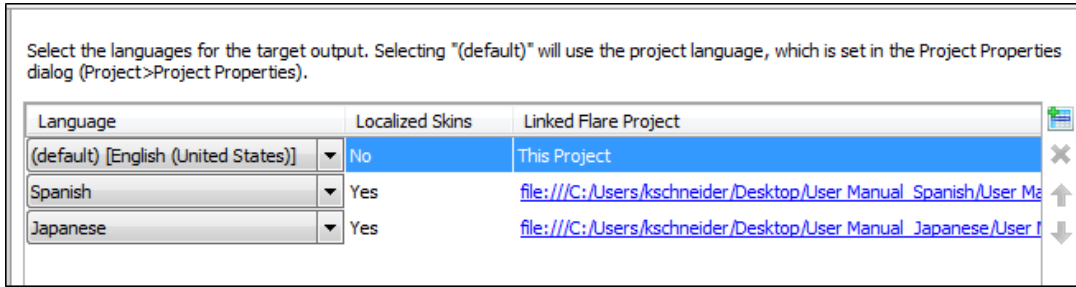 Select the languages for the target output. Selecting "(default)" will use the project language, which is set in the Project Properties
dialog (Project>Project Properties).
Language Localized Skins Linked Flare Project
(default) [English (United States)] No This Project
Spanish Yes file:///C:/Users/kschneider/Desktop/User Manual_Spanish/User Ma
Japanese Yes file:///C:/Users/kschneider/Desktop/User Manual_Japanese/User